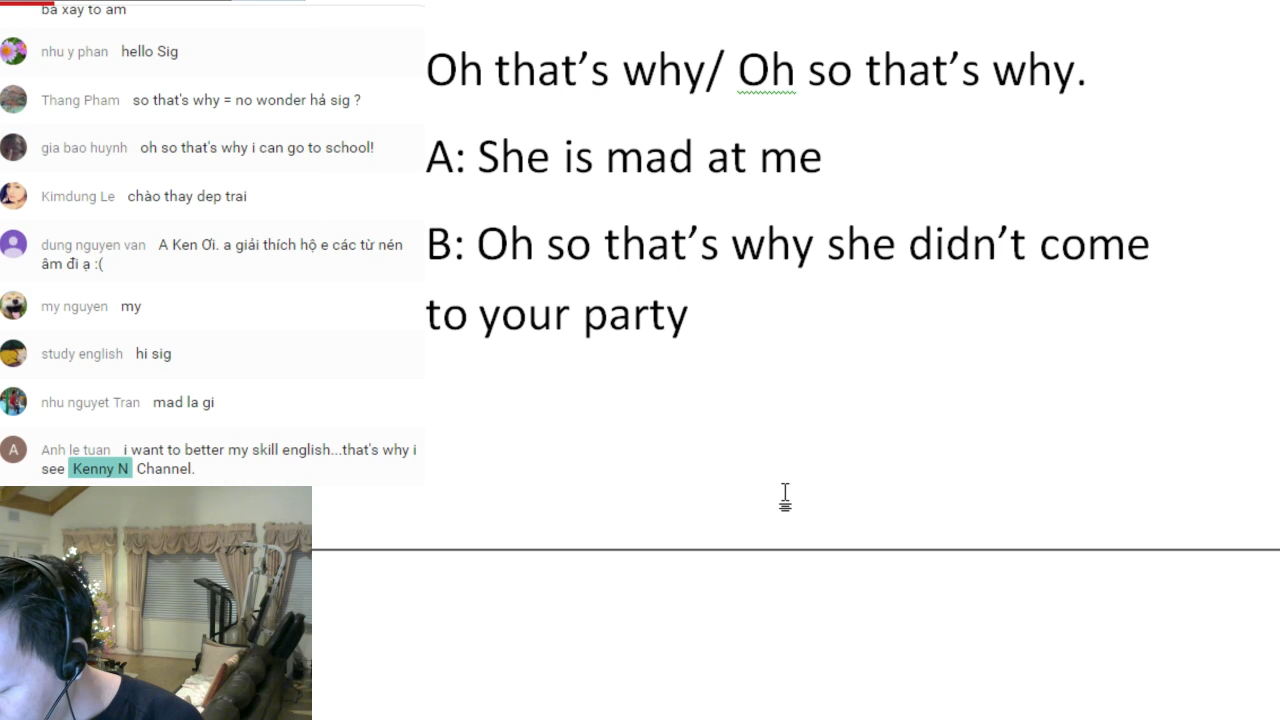 ba xay to am
nhu y phan hello Sig
Thang Pham so that's why = no wonder hả sig ?
gia bao huynh oh so that's why i can go to school!
Kimdung Le chào thay dep trai
dung nguyen van A Ken Ơi. a giải thích hộ e các từ nén
âm đi ạ :(
my nguyen my
study english hi sig
nhu nguyet Tran mad la gi
A Anh le tuan i want to better my skill english...that's why i
see Kenny N Channel.
Oh that’s why/ Oh so that’s why.
A: She is mad at me
B: Oh so that’s why she didn’t come
to your party